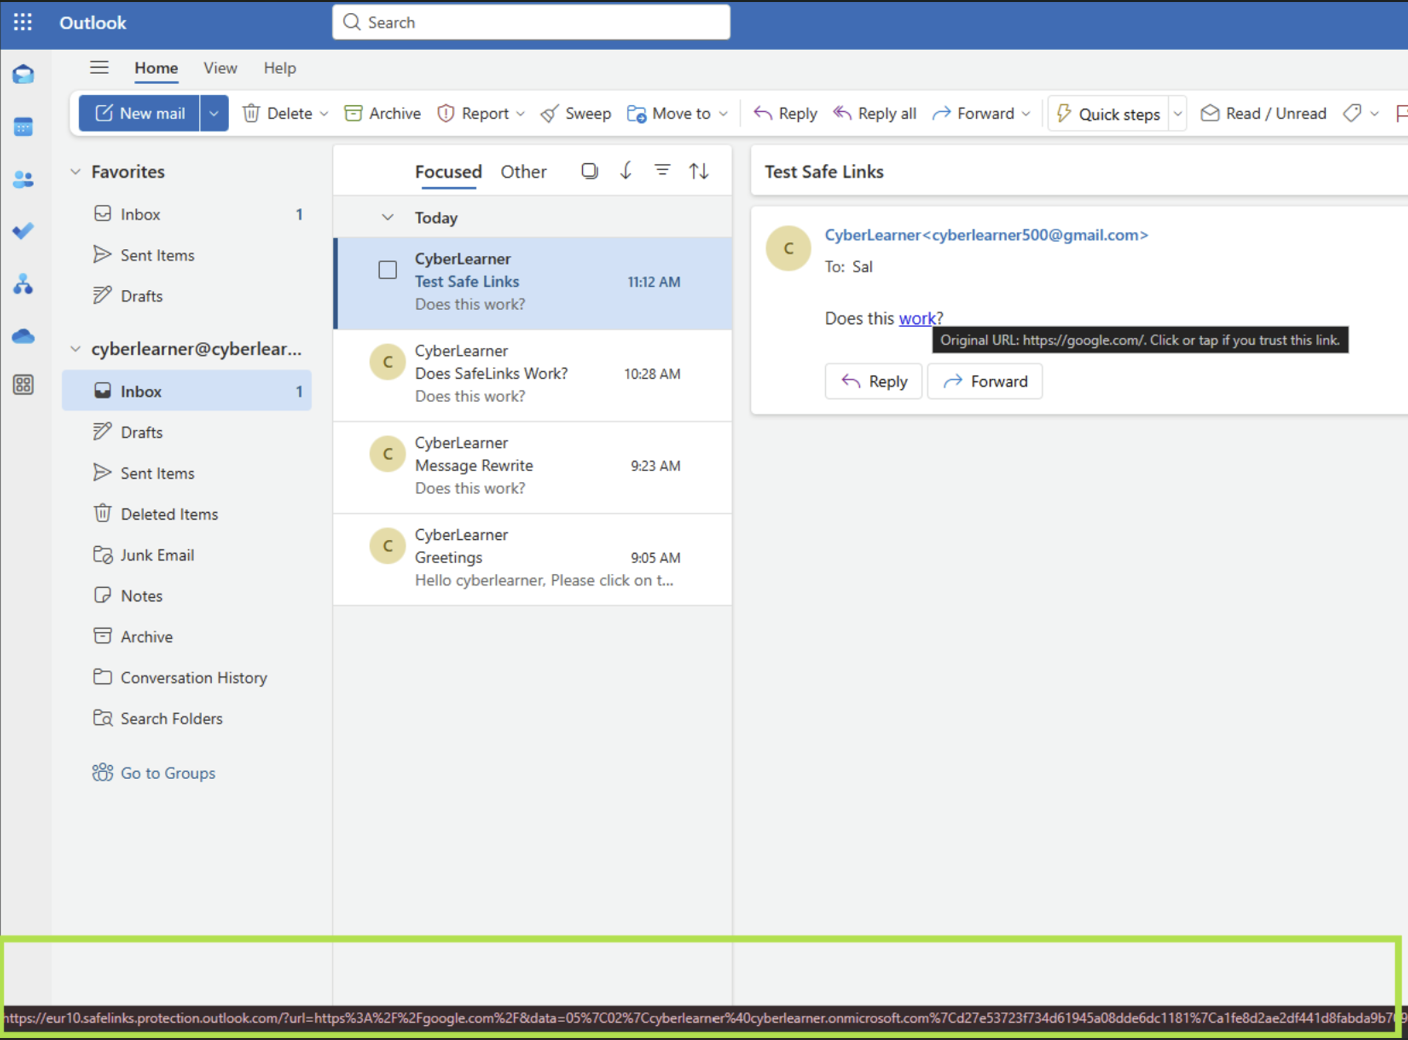 Outlook
Search
Home View Help
New mail Delete Archive Report Sweep Move to Reply Reply all Forward Quick steps Read / Unread
Favorites
Inbox 1
Sent Items
Drafts
cyberlearner@cyberlear...
Inbox 1
Drafts
Sent Items
Deleted Items
Junk Email
Notes
Archive
Conversation History
Search Folders
Go to Groups
Focused Other
Today
CyberLearner
Test Safe Links 11:12 AM
Does this work?
C
CyberLearner
Does SafeLinks Work? 10:28 AM
Does this work?
C
CyberLearner
Message Rewrite 9:23 AM
Does this work?
C
CyberLearner
Greetings 9:05 AM
Hello cyberlearner, Please click on t...
Test Safe Links
C
CyberLearner<cyberlearner500@gmail.com>
To: Sal
Does this work?
Original URL: https://google.com/. Click or tap if you trust this link.
Reply Forward
https://eur10.safelinks.protection.outlook.com/?url=https%3A%2F%2Fgoogle.com%2F&data=05%7C02%7Ccyberlearner%40cyberlearner.onmicrosoft.com%7Cd27e53723f734d61945a08dde6dc1181%7Ca1fe8d2ae2df441d8fabda9b7